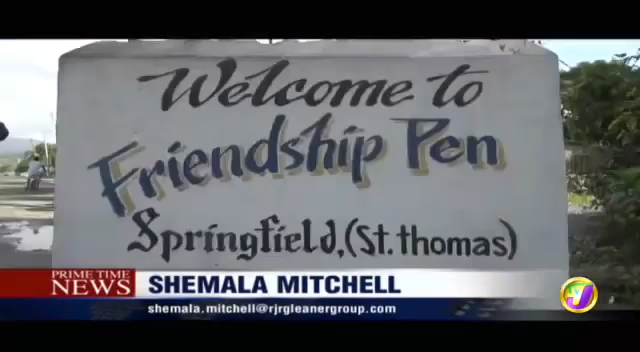 Welcome to
Friendship Pen
Springfield,(St.thomas)
PRIME TIME
NEWS
SHEMALA MITCHELL
shemala.mitchell@rjrgleanergroup.com